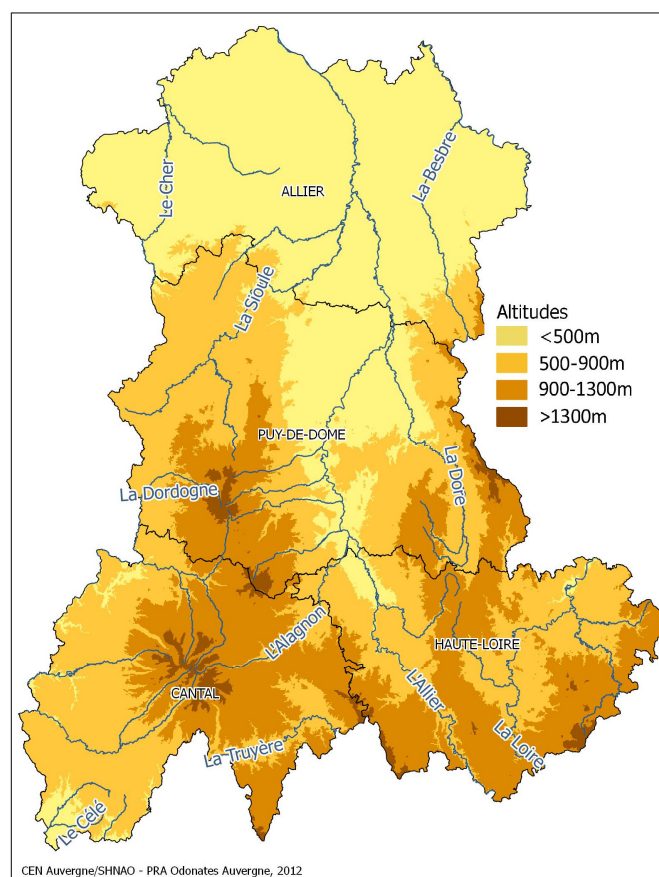 Le Cher
ALLIER
La Besbre
La Sioule
Altitudes
<500m
500-900m
900-1300m
>1300m
PUY-DE-DOME
La Dordogne
La Dore
L'Alagnon
HAUTE-LOIRE
CANTAL
L'Allier
La Truyère
La Loire
Le Célé
CEN Auvergne/SHNAO - PRA Odonates Auvergne, 2012